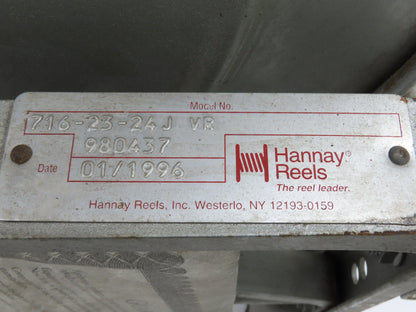 Model No.
716-23-24J VR
980437
Date 01/1996
Hannay®
Reels
The reel leader.
Hannay Reels, Inc. Westerlo, NY 12193-0159